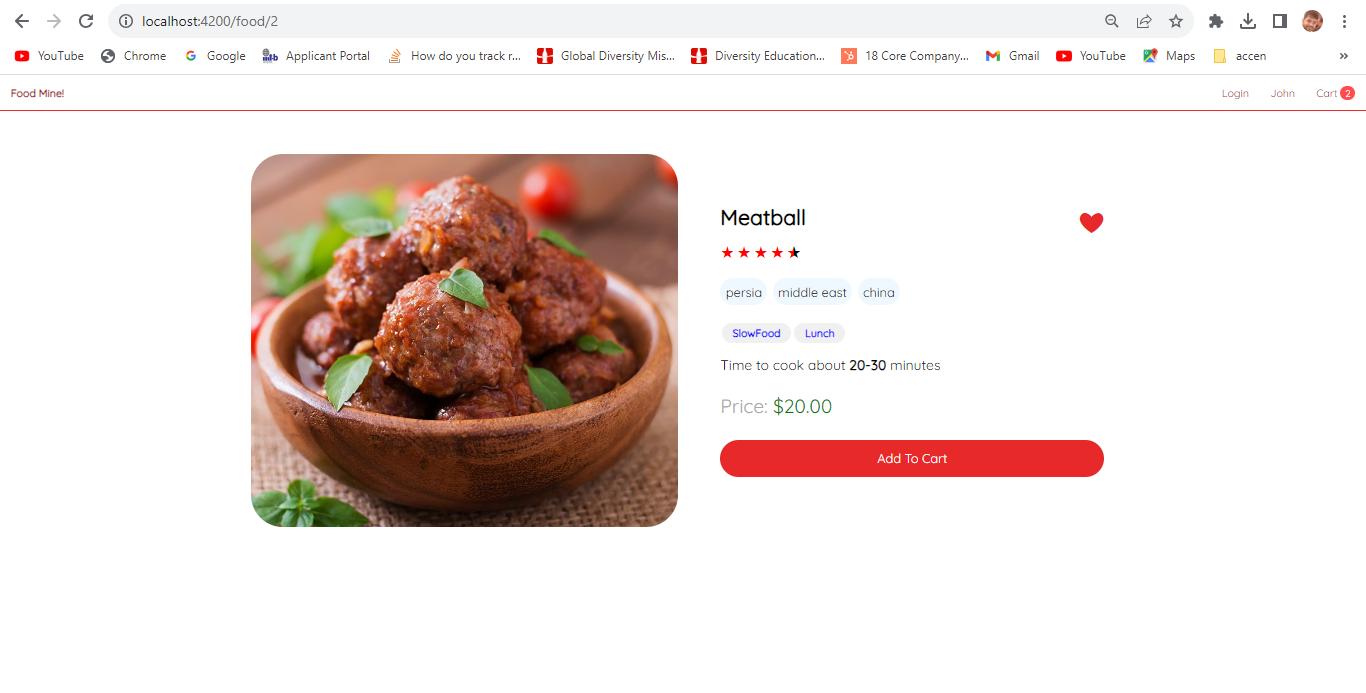 localhost:4200/food/2
YouTube Chrome Google Applicant Portal How do you track r... Global Diversity Mis... Diversity Education... 18 Core Company... Gmail YouTube Maps accen »
Food Mine! Login John Cart 2
Meatball
persia middle east china
SlowFood Lunch
Time to cook about 20-30 minutes
Price: $20.00
Add To Cart